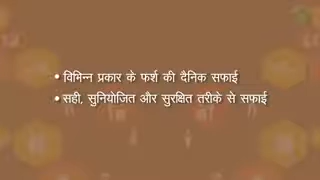 • विभिन्न प्रकार के फर्श की दैनिक सफाई
• सही, सुनियोजित और सुरक्षित तरीके से सफाई